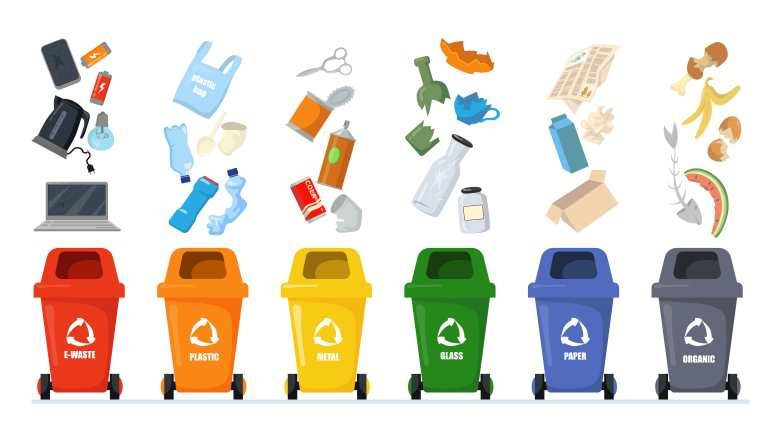 plastic
bag
E-WASTE
PLASTIC
METAL
GLASS
PAPER
ORGANIC